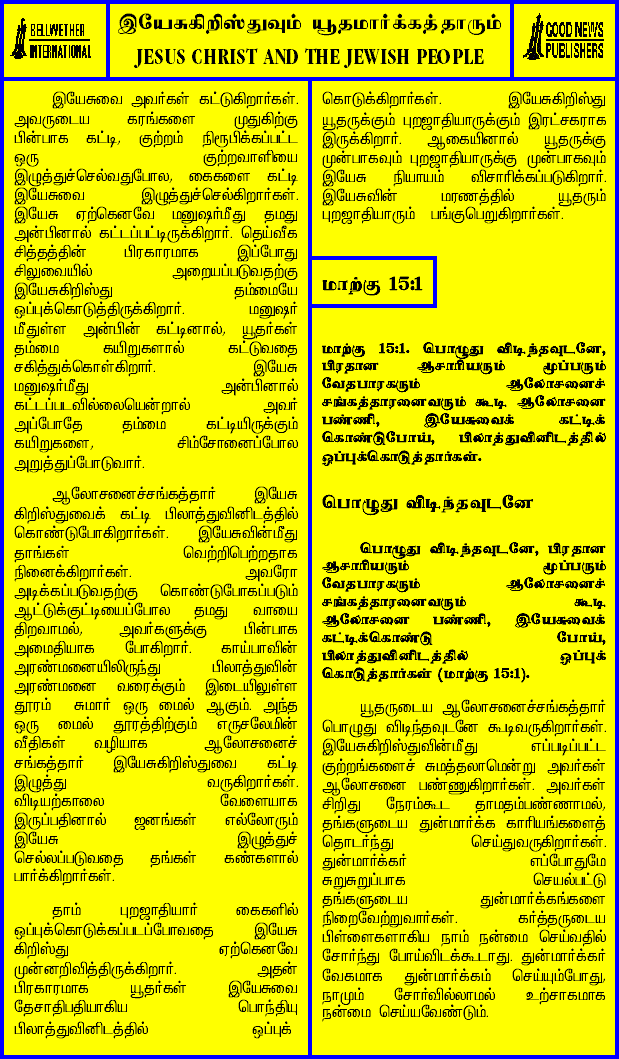 BELLWETHER
INTERNATIONAL
இயேசுகிறிஸ்துவும் யூதமார்க்கத்தாரும்
JESUS CHRIST AND THE JEWISH PEOPLE
GOOD NEWS
PUBLISHERS
இயேசுவை அவர்கள் கட்டுகிறார்கள்.
அவருடைய கரங்களை முதுகிற்கு
பின்பாக கட்டி, குற்றம் நிரூபிக்கப்பட்ட
ஒரு குற்றவாளியை
இழுத்துச்செல்வதுபோல, கைகளை கட்டி
இயேசுவை இழுத்துச்செல்கிறார்கள்.
இயேசு ஏற்கெனவே மனுஷர்மீது தமது
அன்பினால் கட்டப்பட்டிருக்கிறார். தெய்வீக
சித்தத்தின் பிரகாரமாக இப்போது
சிலுவையில் அறையப்படுவதற்கு
இயேசுகிறிஸ்து தம்மையே
ஒப்புக்கொடுத்திருக்கிறார். மனுஷர்
மீதுள்ள அன்பின் கட்டினால், யூதர்கள்
தம்மை கயிறுகளால் கட்டுவதை
சகித்துக்கொள்கிறார். இயேசு
மனுஷர்மீது அன்பினால்
கட்டப்படவில்லையென்றால் அவர்
அப்போதே தம்மை கட்டியிருக்கும்
கயிறுகளை, சிம்சோனைப்போல
அறுத்துப்போடுவார்.
ஆலோசனைச்சங்கத்தார் இயேசு
கிறிஸ்துவைக் கட்டி பிலாத்துவினிடத்தில்
கொண்டுபோகிறார்கள். இயேசுவின்மீது
தாங்கள் வெற்றிபெற்றதாக
நினைக்கிறார்கள். அவரோ
அடிக்கப்படுவதற்கு கொண்டுபோகப்படும்
ஆட்டுக்குட்டியைப்போல தமது வாயை
திறவாமல், அவர்களுக்கு பின்பாக
அமைதியாக போகிறார். காய்பாவின்
அரண்மனையிலிருந்து பிலாத்துவின்
அரண்மனை வரைக்கும் இடையிலுள்ள
தூரம் சுமார் ஒரு மைல் ஆகும். அந்த
ஒரு மைல் தூரத்திற்கும் எருசலேமின்
வீதிகள் வழியாக ஆலோசனைச்
சங்கத்தார் இயேசுகிறிஸ்துவை கட்டி
இழுத்து வருகிறார்கள்.
விடியற்காலை வேளையாக
இருப்பதினால் ஜனங்கள் எல்லோரும்
இயேசு இழுத்துச்
செல்லப்படுவதை தங்கள் கண்களால்
பார்க்கிறார்கள்.
தாம் புறஜாதியார் கைகளில்
ஒப்புக்கொடுக்கப்படப்போவதை இயேசு
கிறிஸ்து ஏற்கெனவே
முன்னறிவித்திருக்கிறார். அதன்
பிரகாரமாக யூதர்கள் இயேசுவை
தேசாதிபதியாகிய பொந்தியு
பிலாத்துவினிடத்தில் ஒப்புக்
கொடுக்கிறார்கள். இயேசுகிறிஸ்து
யூதருக்கும் புறஜாதியாருக்கும் இரட்சகராக
இருக்கிறார். ஆகையினால் யூதருக்கு
முன்பாகவும் புறஜாதியாருக்கு முன்பாகவும்
இயேசு நியாயம் விசாரிக்கப்படுகிறார்.
இயேசுவின் மரணத்தில் யூதரும்
புறஜாதியாரும் பங்குபெறுகிறார்கள்.
மாற்கு 15:1
மாற்கு 15:1. பொழுது விடிந்தவுடனே,
பிரதான ஆசாரியரும் மூப்பரும்
வேதபாரகரும் ஆலோசனைச்
சங்கத்தாரனைவரும் கூடி ஆலோசனை
பண்ணி, இயேசுவைக் கட்டிக்
கொண்டுபோய், பிலாத்துவினிடத்தில்
ஒப்புக்கொடுத்தார்கள்.
பொழுது விடிந்தவுடனே
பொழுது விடிந்தவுடனே, பிரதான
ஆசாரியரும் மூப்பரும்
வேதபாரகரும் ஆலோசனைச்
சங்கத்தாரனைவரும் கூடி
ஆலோசனை பண்ணி, இயேசுவைக்
கட்டிக்கொண்டு போய்,
பிலாத்துவினிடத்தில் ஒப்புக்
கொடுத்தார்கள் (மாற்கு 15:1).
யூதருடைய ஆலோசனைச்சங்கத்தார்
பொழுது விடிந்தவுடனே கூடிவருகிறார்கள்.
இயேசுகிறிஸ்துவின்மீது எப்படிப்பட்ட
குற்றங்களைச் சுமத்தலாமென்று அவர்கள்
ஆலோசனை பண்ணுகிறார்கள். அவர்கள்
சிறிது நேரம்கூட தாமதம்பண்ணாமல்,
தங்களுடைய துன்மார்க்க காரியங்களைத்
தொடர்ந்து செய்துவருகிறார்கள்.
துன்மார்க்கர் எப்போதுமே
சுறுசுறுப்பாக செயல்பட்டு
தங்களுடைய துன்மார்க்கங்களை
நிறைவேற்றுவார்கள். கர்த்தருடைய
பிள்ளைகளாகிய நாம் நன்மை செய்வதில்
சோர்ந்து போய்விடக்கூடாது. துன்மார்க்கர்
வேகமாக துன்மார்க்கம் செய்யும்போது,
நாமும் சோர்வில்லாமல் உற்சாகமாக
நன்மை செய்யவேண்டும்.